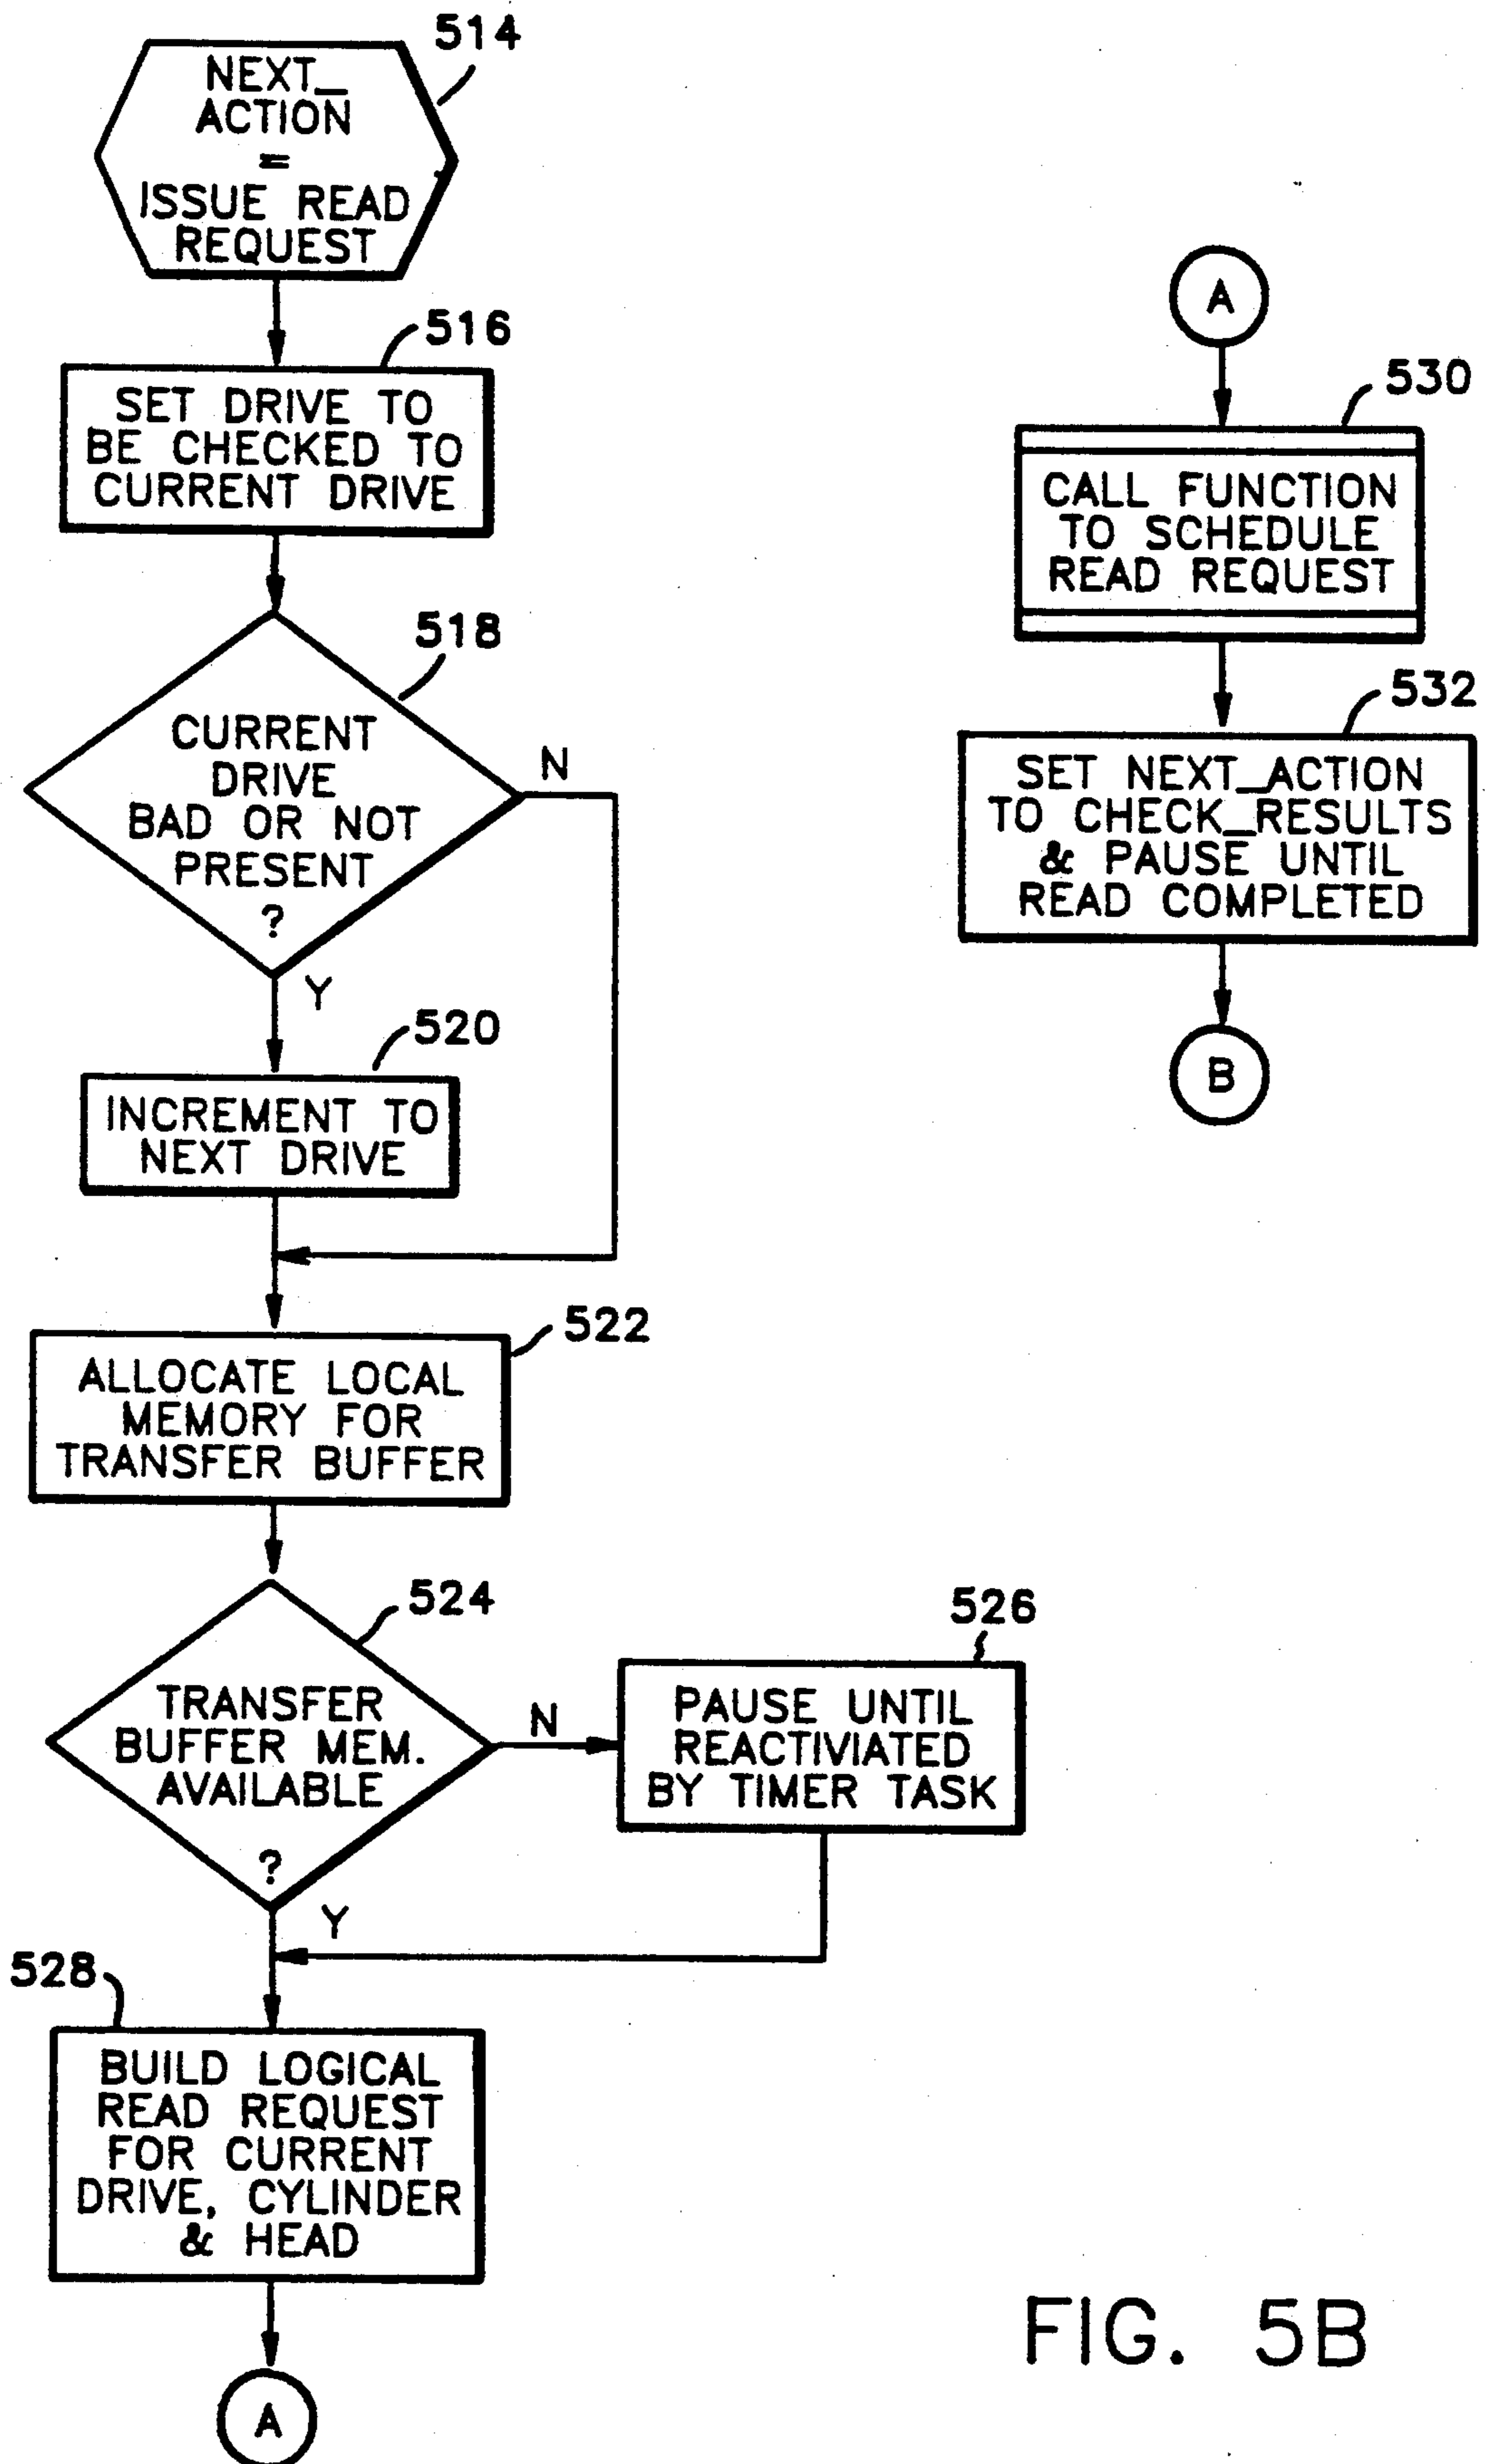 514
NEXT_
ACTION
=
ISSUE READ
REQUEST
516
SET DRIVE TO
BE CHECKED TO
CURRENT DRIVE
518
CURRENT
DRIVE
BAD OR NOT
PRESENT
?
N
Y
520
INCREMENT TO
NEXT DRIVE
522
ALLOCATE LOCAL
MEMORY FOR
TRANSFER BUFFER
524
TRANSFER
BUFFER MEM.
AVAILABLE
?
N
Y
526
PAUSE UNTIL
REACTIVIATED
BY TIMER TASK
528
BUILD LOGICAL
READ REQUEST
FOR CURRENT
DRIVE, CYLINDER
& HEAD
A
A
530
CALL FUNCTION
TO SCHEDULE
READ REQUEST
532
SET NEXT_ACTION
TO CHECK_RESULTS
& PAUSE UNTIL
READ COMPLETED
B
FIG. 5B